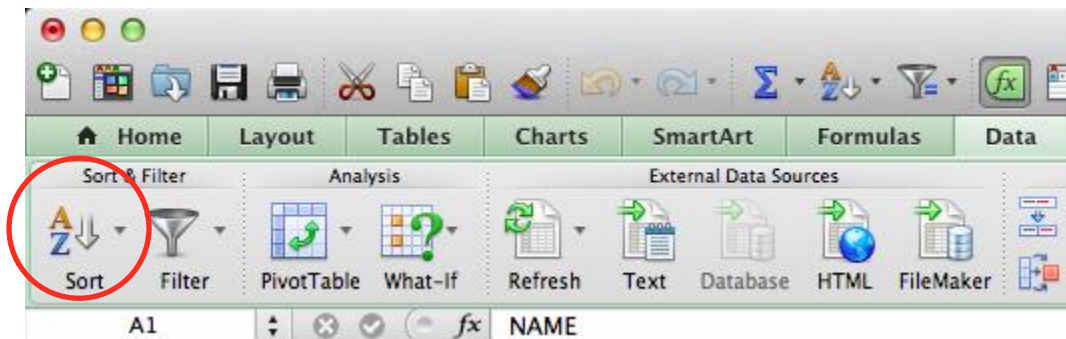 Home Layout Tables Charts SmartArt Formulas Data
Sort & Filter Analysis External Data Sources
Sort Filter PivotTable What-If Refresh Text Database HTML FileMaker
A1 fx NAME